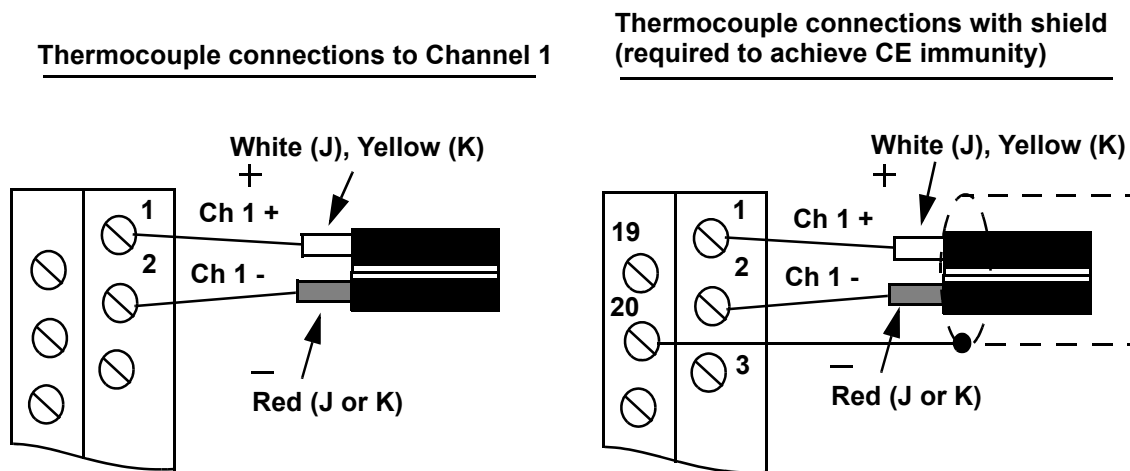 Thermocouple connections to Channel 1
White (J), Yellow (K)
+
1
Ch 1 +
2
Ch 1 -
–
Red (J or K)
Thermocouple connections with shield
(required to achieve CE immunity)
White (J), Yellow (K)
+
1
Ch 1 +
19
2
Ch 1 -
20
3
–
Red (J or K)